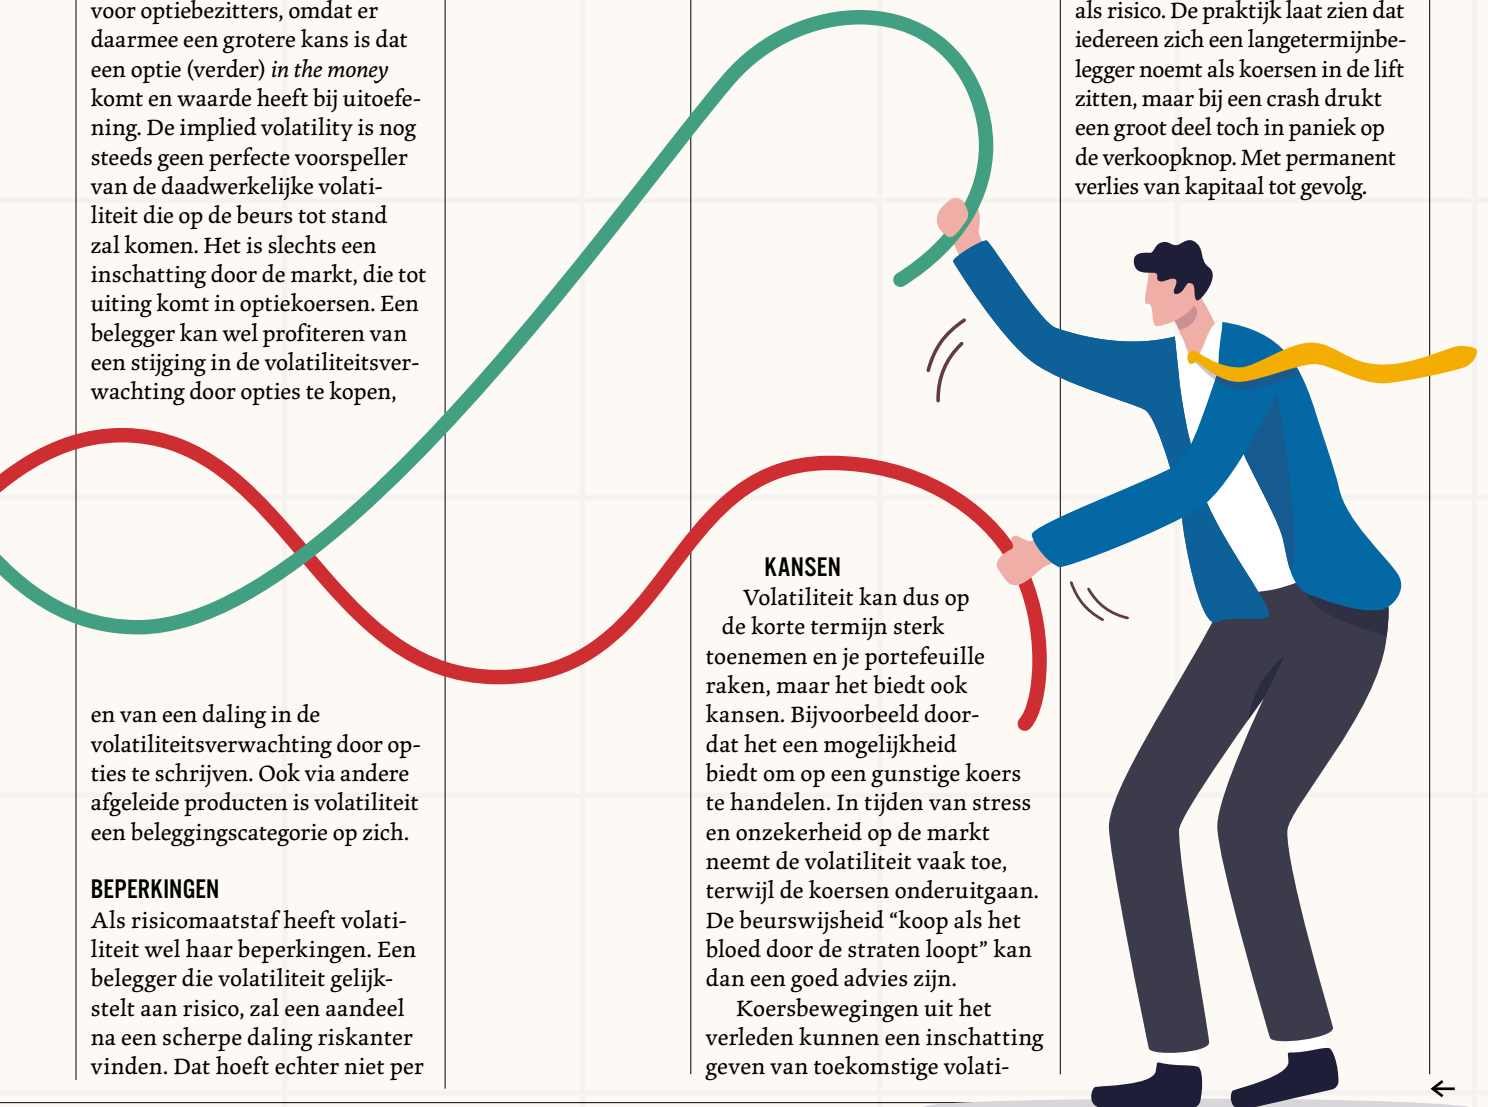 voor optiebezitters, omdat er
daarmee een grotere kans is dat
een optie (verder) in the money
komt en waarde heeft bij uitoefe-
ning. De implied volatility is nog
steeds geen perfecte voorspeller
van de daadwerkelijke volati-
liteit die op de beurs tot stand
zal komen. Het is slechts een
inschatting door de markt, die tot
uiting komt in optiekoersen. Een
belegger kan wel profiteren van
een stijging in de volatiliteitsver-
wachting door opties te kopen,
en van een daling in de
volatiliteitsverwachting door op-
ties te schrijven. Ook via andere
afgeleide producten is volatiliteit
een beleggingscategorie op zich.
BEPERKINGEN
Als risicomaatstaf heeft volati-
liteit wel haar beperkingen. Een
belegger die volatiliteit gelijk-
stelt aan risico, zal een aandeel
na een scherpe daling riskanter
vinden. Dat hoeft echter niet per
KANSEN
Volatiliteit kan dus op
de korte termijn sterk
toenemen en je portefeuille
raken, maar het biedt ook
kansen. Bijvoorbeeld door-
dat het een mogelijkheid
biedt om op een gunstige koers
te handelen. In tijden van stress
en onzekerheid op de markt
neemt de volatiliteit vaak toe,
terwijl de koersen onderuitgaan.
De beurswijsheid “koop als het
bloed door de straten loopt” kan
dan een goed advies zijn.
Koersbewegingen uit het
verleden kunnen een inschatting
geven van toekomstige volati-
als risico. De praktijk laat zien dat
iedereen zich een langetermijnbe-
legger noemt als koersen in de lift
zitten, maar bij een crash drukt
een groot deel toch in paniek op
de verkoopknop. Met permanent
verlies van kapitaal tot gevolg.